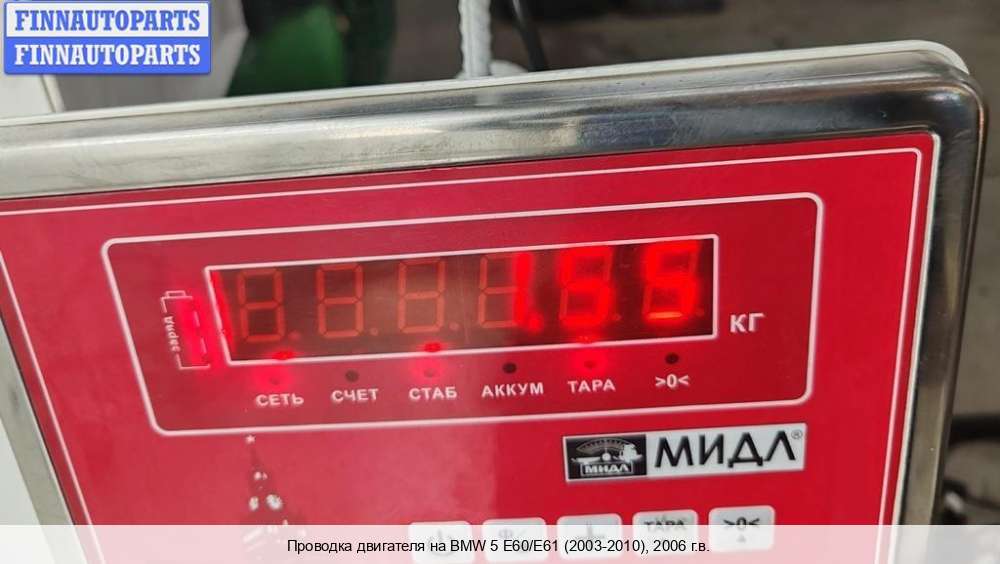 FINNAUTOPARTS
FINNAUTOPARTS
заряд
1.55
КГ
СЕТЬ СЧЕТ СТАБ АККУМ ТАРА >0<
МИДЛ МИДЛ®
ТАРА >0<
Проводка двигателя на BMW 5 E60/E61 (2003-2010), 2006 г.в.